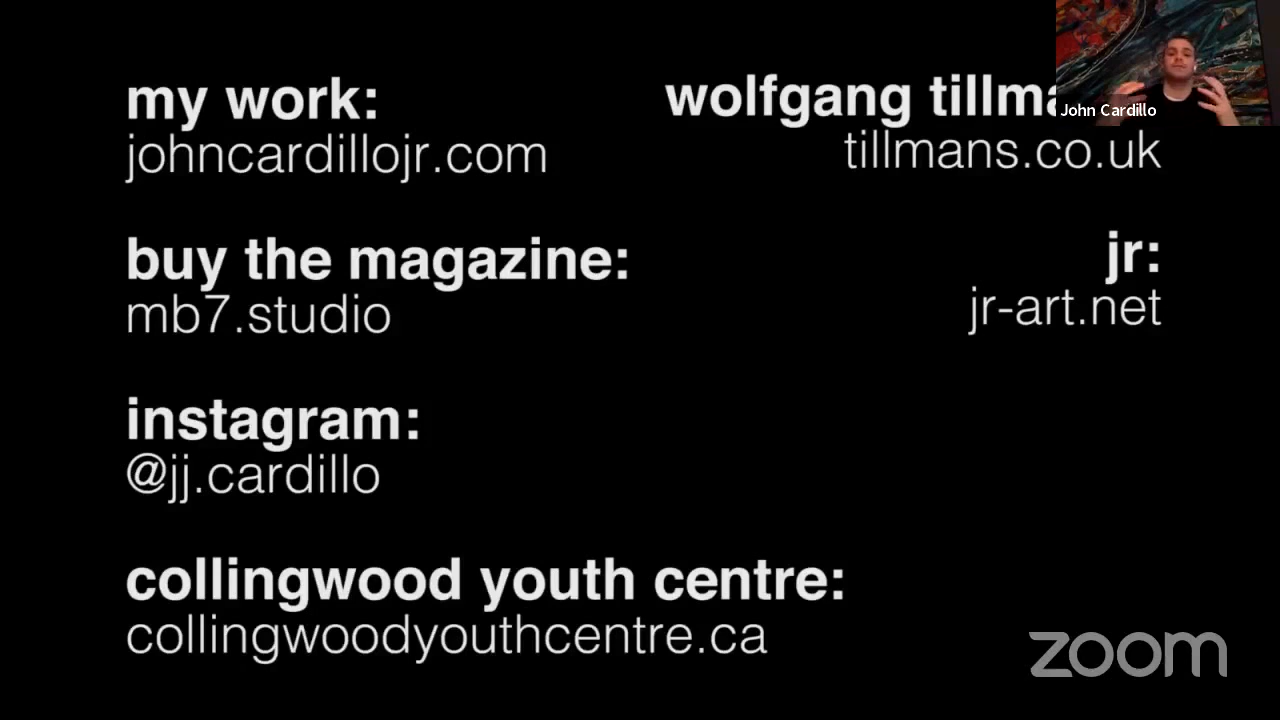 my work:
johncardillojr.com
buy the magazine:
mb7.studio
instagram:
@jj.cardillo
collingwood youth centre:
collingwoodyouthcentre.ca
wolfgang
tillmans.co.uk
jr:
jr-art.net
John Cardillo
zoom